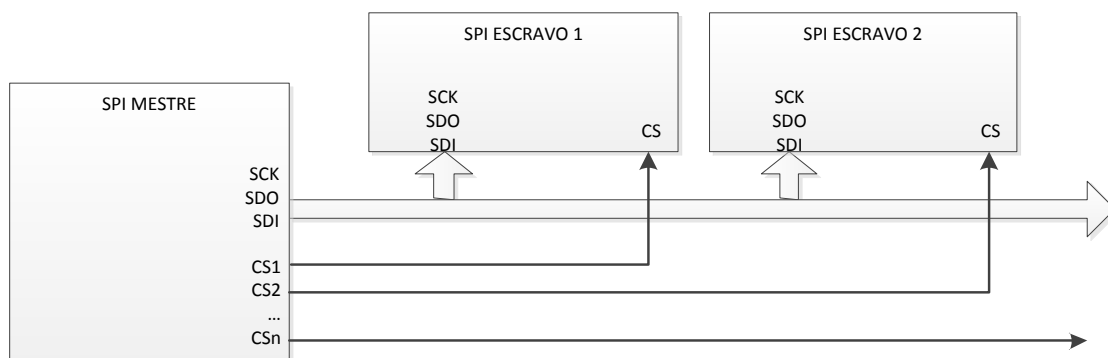 SPI MESTRE
SCK
SDO
SDI
CS1
CS2
...
CSn
SPI ESCRAVO 1
SCK
SDO
SDI
CS
SPI ESCRAVO 2
SCK
SDO
SDI
CS